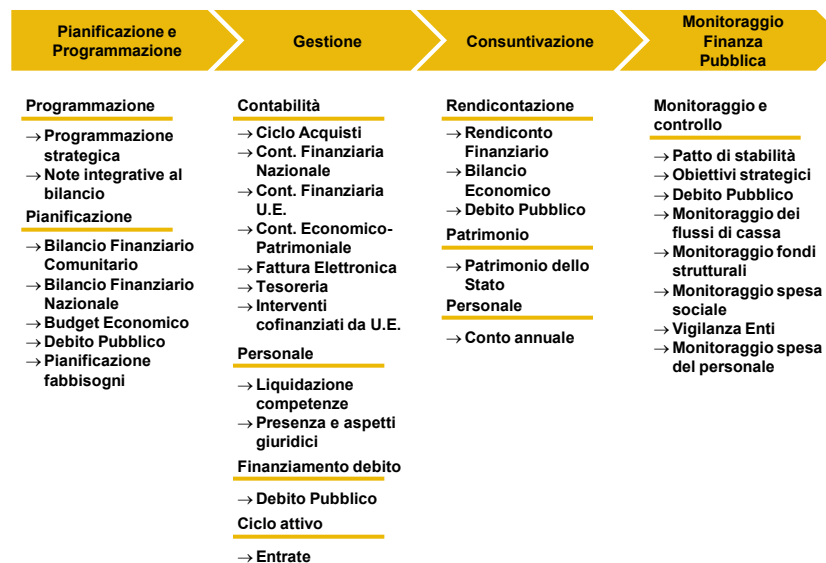 Pianificazione e
Programmazione
Gestione
Consuntivazione
Monitoraggio
Finanza
Pubblica
Programmazione
→ Programmazione
strategica
→ Note integrative al
bilancio
Pianificazione
→ Bilancio Finanziario
Comunitario
→ Bilancio Finanziario
Nazionale
→ Budget Economico
→ Debito Pubblico
→ Pianificazione
fabbisogni
Contabilità
→ Ciclo Acquisti
→ Cont. Finanziaria
Nazionale
→ Cont. Finanziaria
U.E.
→ Cont. Economico-
Patrimoniale
→ Fattura Elettronica
→ Tesoreria
→ Interventi
cofinanziati da U.E.
Personale
→ Liquidazione
competenze
→ Presenza e aspetti
giuridici
Finanziamento debito
→ Debito Pubblico
Ciclo attivo
→ Entrate
Rendicontazione
→ Rendiconto
Finanziario
→ Bilancio
Economico
→ Debito Pubblico
Patrimonio
→ Patrimonio dello
Stato
Personale
→ Conto annuale
Monitoraggio e
controllo
→ Patto di stabilità
→ Obiettivi strategici
→ Debito Pubblico
→ Monitoraggio dei
flussi di cassa
→ Monitoraggio fondi
strutturali
→ Monitoraggio spesa
sociale
→ Vigilanza Enti
→ Monitoraggio spesa
del personale